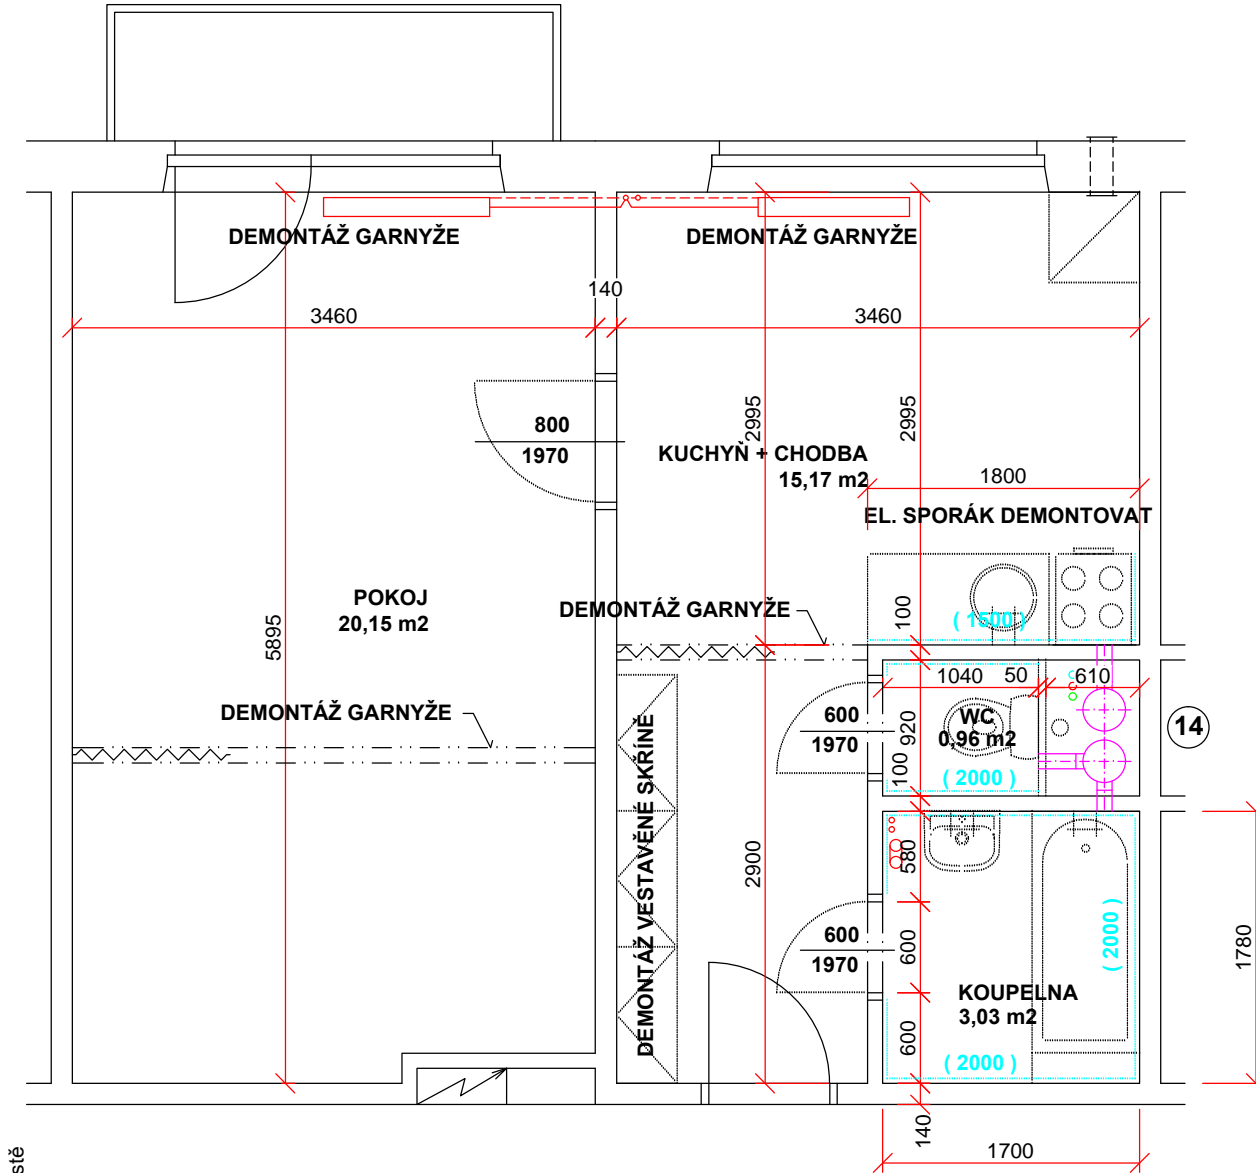 DEMONTÁŽ GARNYŽE
DEMONTÁŽ GARNYŽE
140
3460
3460
2995
2995
800
1970
KUCHYŇ + CHODBA
15,17 m2
1800
EL. SPORÁK DEMONTOVAT
POKOJ
20,15 m2
5895
DEMONTÁŽ GARNYŽE
100
( 1500 )
DEMONTÁŽ GARNYŽE
1040
50
610
600
1970
920
WC
0,96 m2
14
100
( 2000 )
DEMONTÁŽ VESTAVĚNÉ SKŘÍNĚ
2900
580
600
1970
600
( 2000 )
1780
KOUPELNA
3,03 m2
600
( 2000 )
140
1700
stě